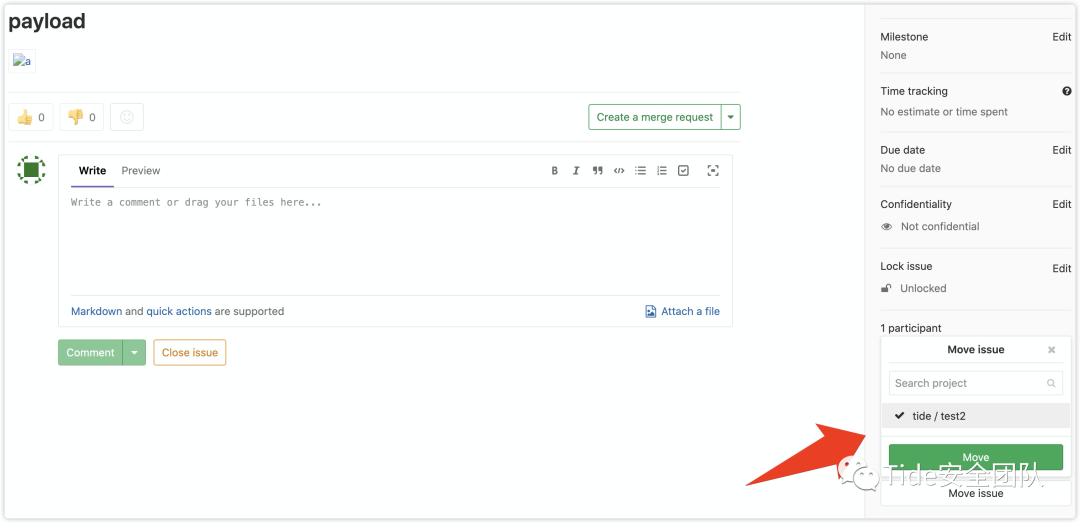 payload
a
0
0
Create a merge request
Write Preview
Write a comment or drag your files here...
Markdown and quick actions are supported
Attach a file
Comment
Close issue
Milestone Edit
None
Time tracking
No estimate or time spent
Due date Edit
No due date
Confidentiality Edit
Not confidential
Lock issue Edit
Unlocked
1 participant
Move issue
Search project
tide / test2
Move
Tide安全团队
Move issue